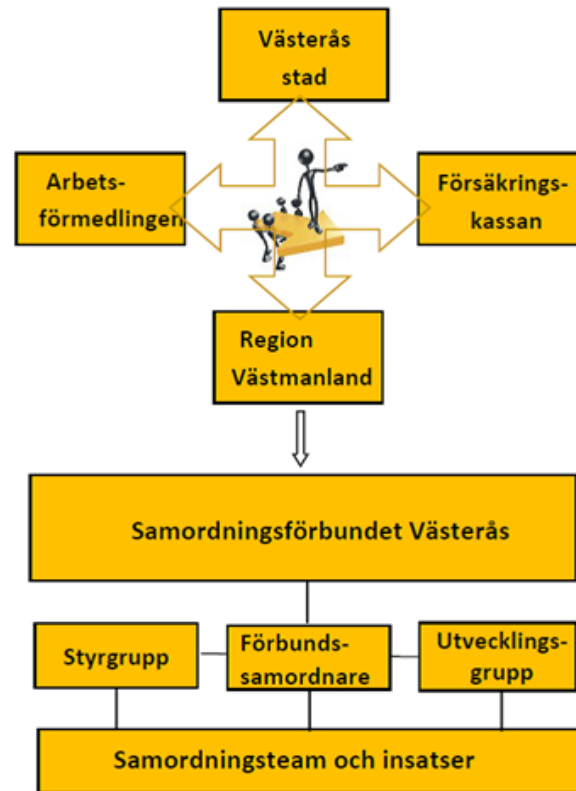 Västerås
stad
Arbets-
förmedlingen
Försäkrings-
kassan
Region
Västmanland
Samordningsförbundet Västerås
Styrgrupp
Förbunds-
samordnare
Utvecklings-
grupp
Samordningsteam och insatser